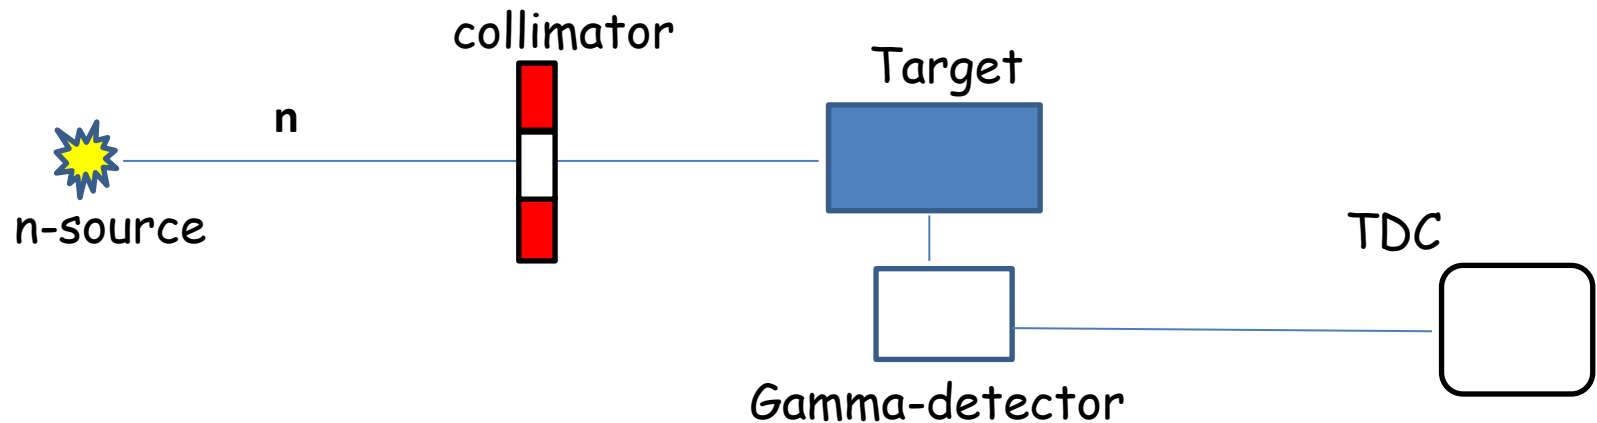 collimator
Target
n
n-source
TDC
Gamma-detector